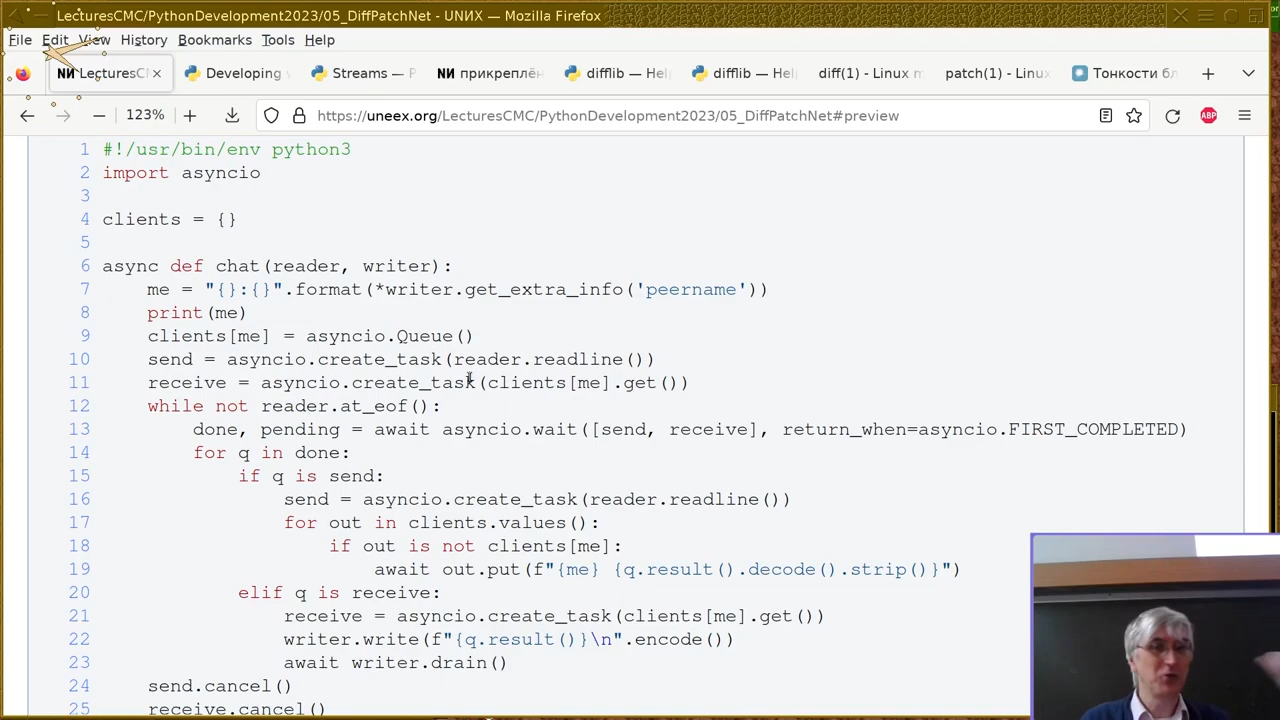 LecturesCMC/PythonDevelopment2023/05_DiffPatchNet - UNИX — Mozilla Firefox
File Edit View History Bookmarks Tools Help
NИ LecturesC
Developing
Streams — P
NИ прикреплён
difflib — Hel
difflib — Hel
diff(1) - Linux m
patch(1) - Linux
Тонкости бл
123%
https://uneex.org/LecturesCMC/PythonDevelopment2023/05_DiffPatchNet#preview
ABP
1 #!/usr/bin/env python3
2 import asyncio
3
4 clients = {}
5
6 async def chat(reader, writer):
7 me = "{}:{}".format(*writer.get_extra_info('peername'))
8 print(me)
9 clients[me] = asyncio.Queue()
10 send = asyncio.create_task(reader.readline())
11 receive = asyncio.create_task(clients[me].get())
12 while not reader.at_eof():
13 done, pending = await asyncio.wait([send, receive], return_when=asyncio.FIRST_COMPLETED)
14 for q in done:
15 if q is send:
16 send = asyncio.create_task(reader.readline())
17 for out in clients.values():
18 if out is not clients[me]:
19 await out.put(f"{me} {q.result().decode().strip()}")
20 elif q is receive:
21 receive = asyncio.create_task(clients[me].get())
22 writer.write(f"{q.result()}\n".encode())
23 await writer.drain()
24 send.cancel()
25 receive.cancel()